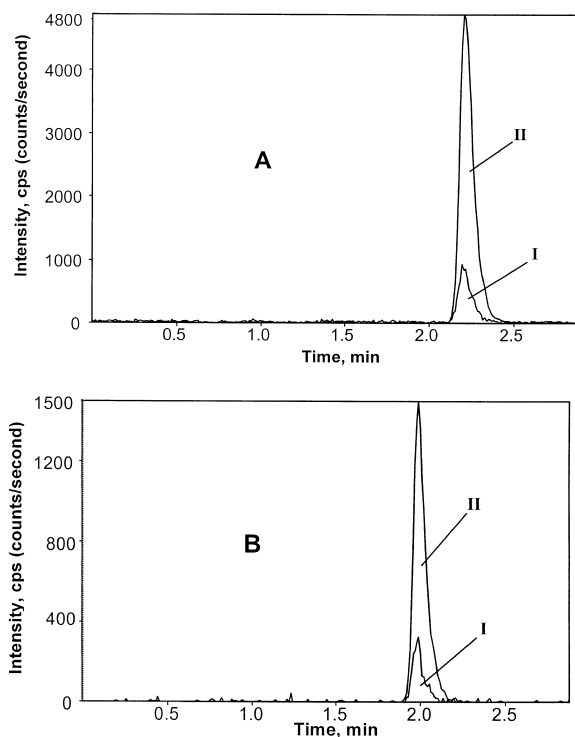 4800
4000
3000
2000
1000
0
Intensity, cps (counts/second)
A
II
I
0.5
1.0
1.5
2.0
2.5
Time, min
1500
1200
800
400
0
Intensity, cps (counts/second)
B
II
I
0.5
1.0
1.5
2.0
2.5
Time, min